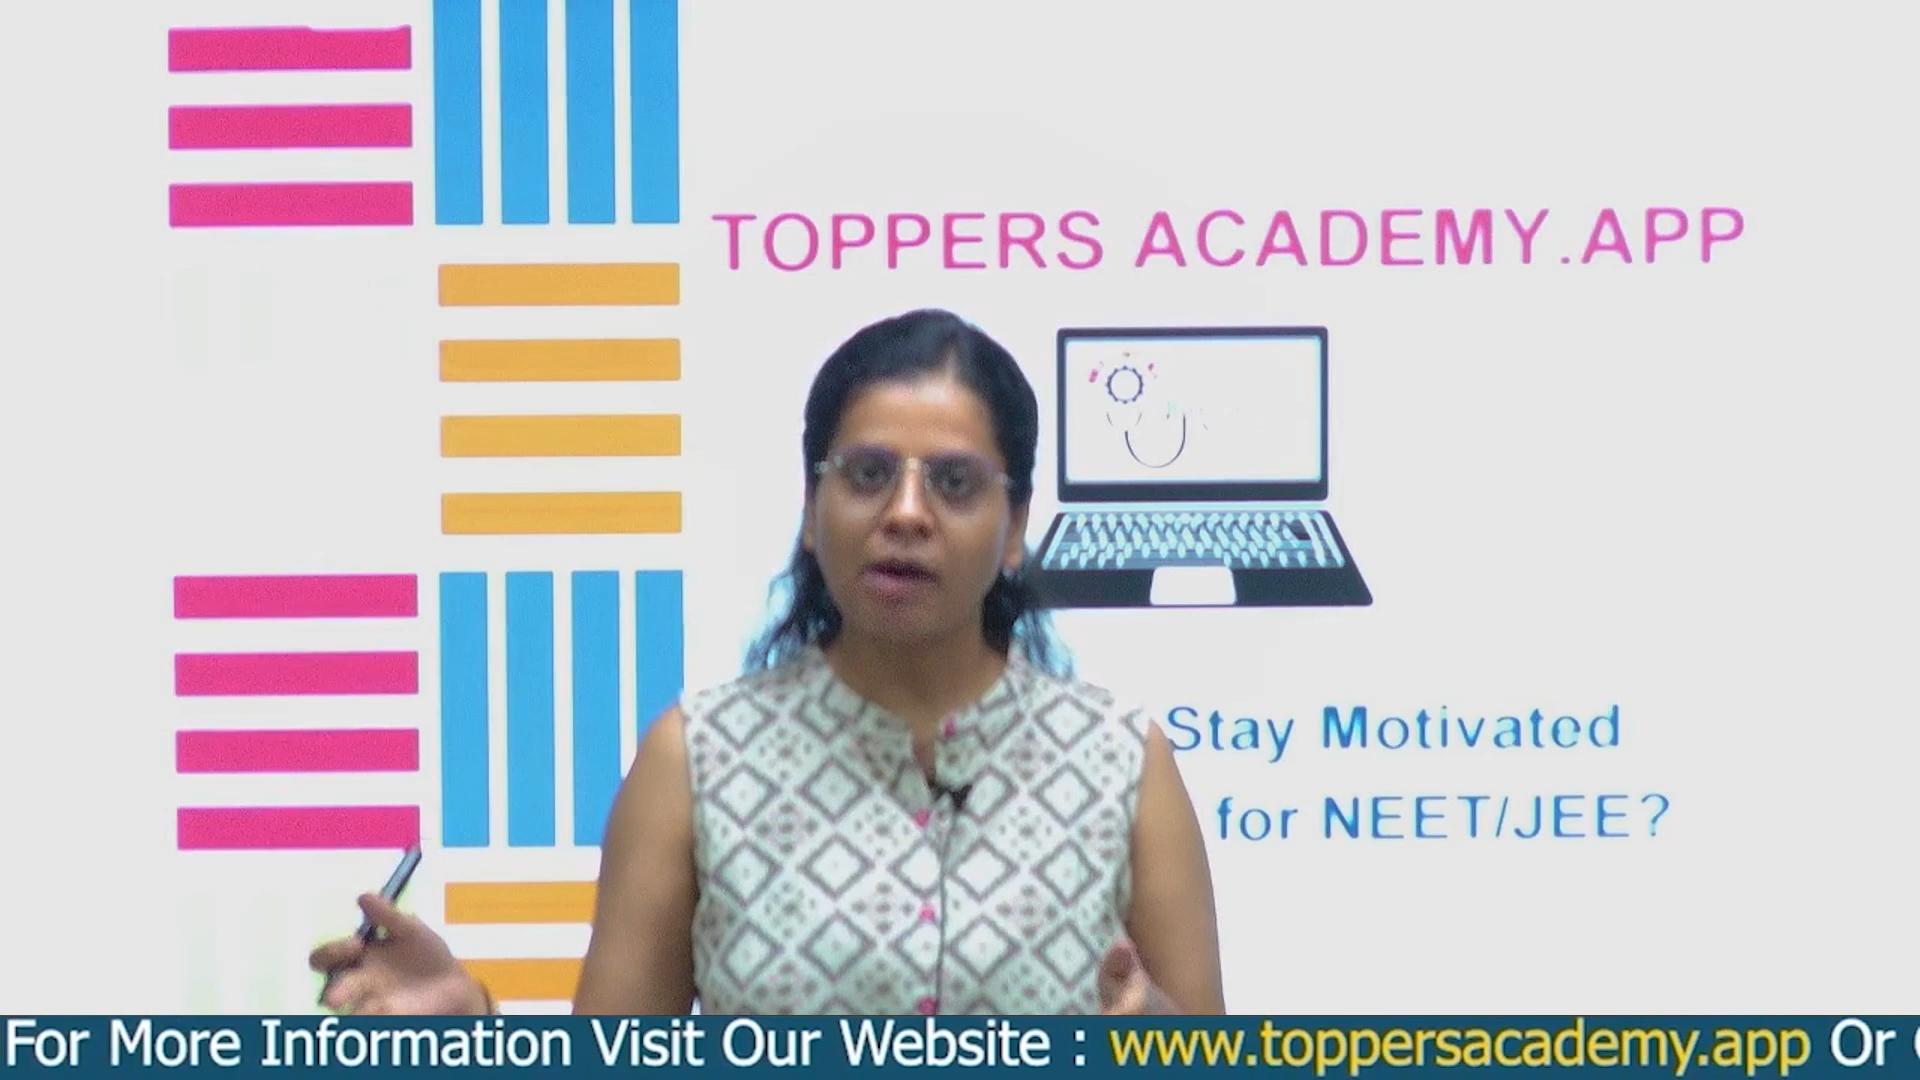 TOPPERS ACADEMY.APP
Stay Motivated
for NEET/JEE?
For More Information Visit Our Website : www.toppersacademy.app Or